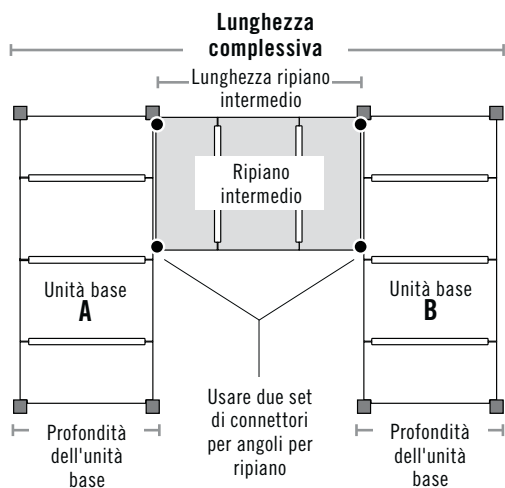 Lunghezza
complessiva
Lunghezza ripiano
intermedio
Ripiano
intermedio
Unità base
A
Unità base
B
Usare due set
di connettori
per angoli per
ripiano
Profondità
dell'unità
base
Profondità
dell'unità
base